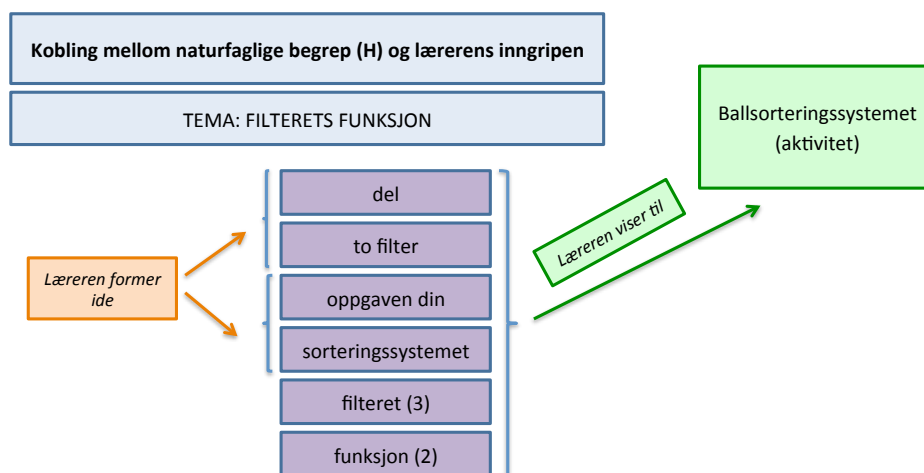 Kobling mellom naturfaglige begrep (H) og lærerens inngripen
TEMA: FILTERETS FUNKSJON
Ballsorteringssystemet
(aktivitet)
del
to filter
oppgaven din
sorteringssystemet
filteret (3)
funksjon (2)
Læreren former
ide
Læreren viser til